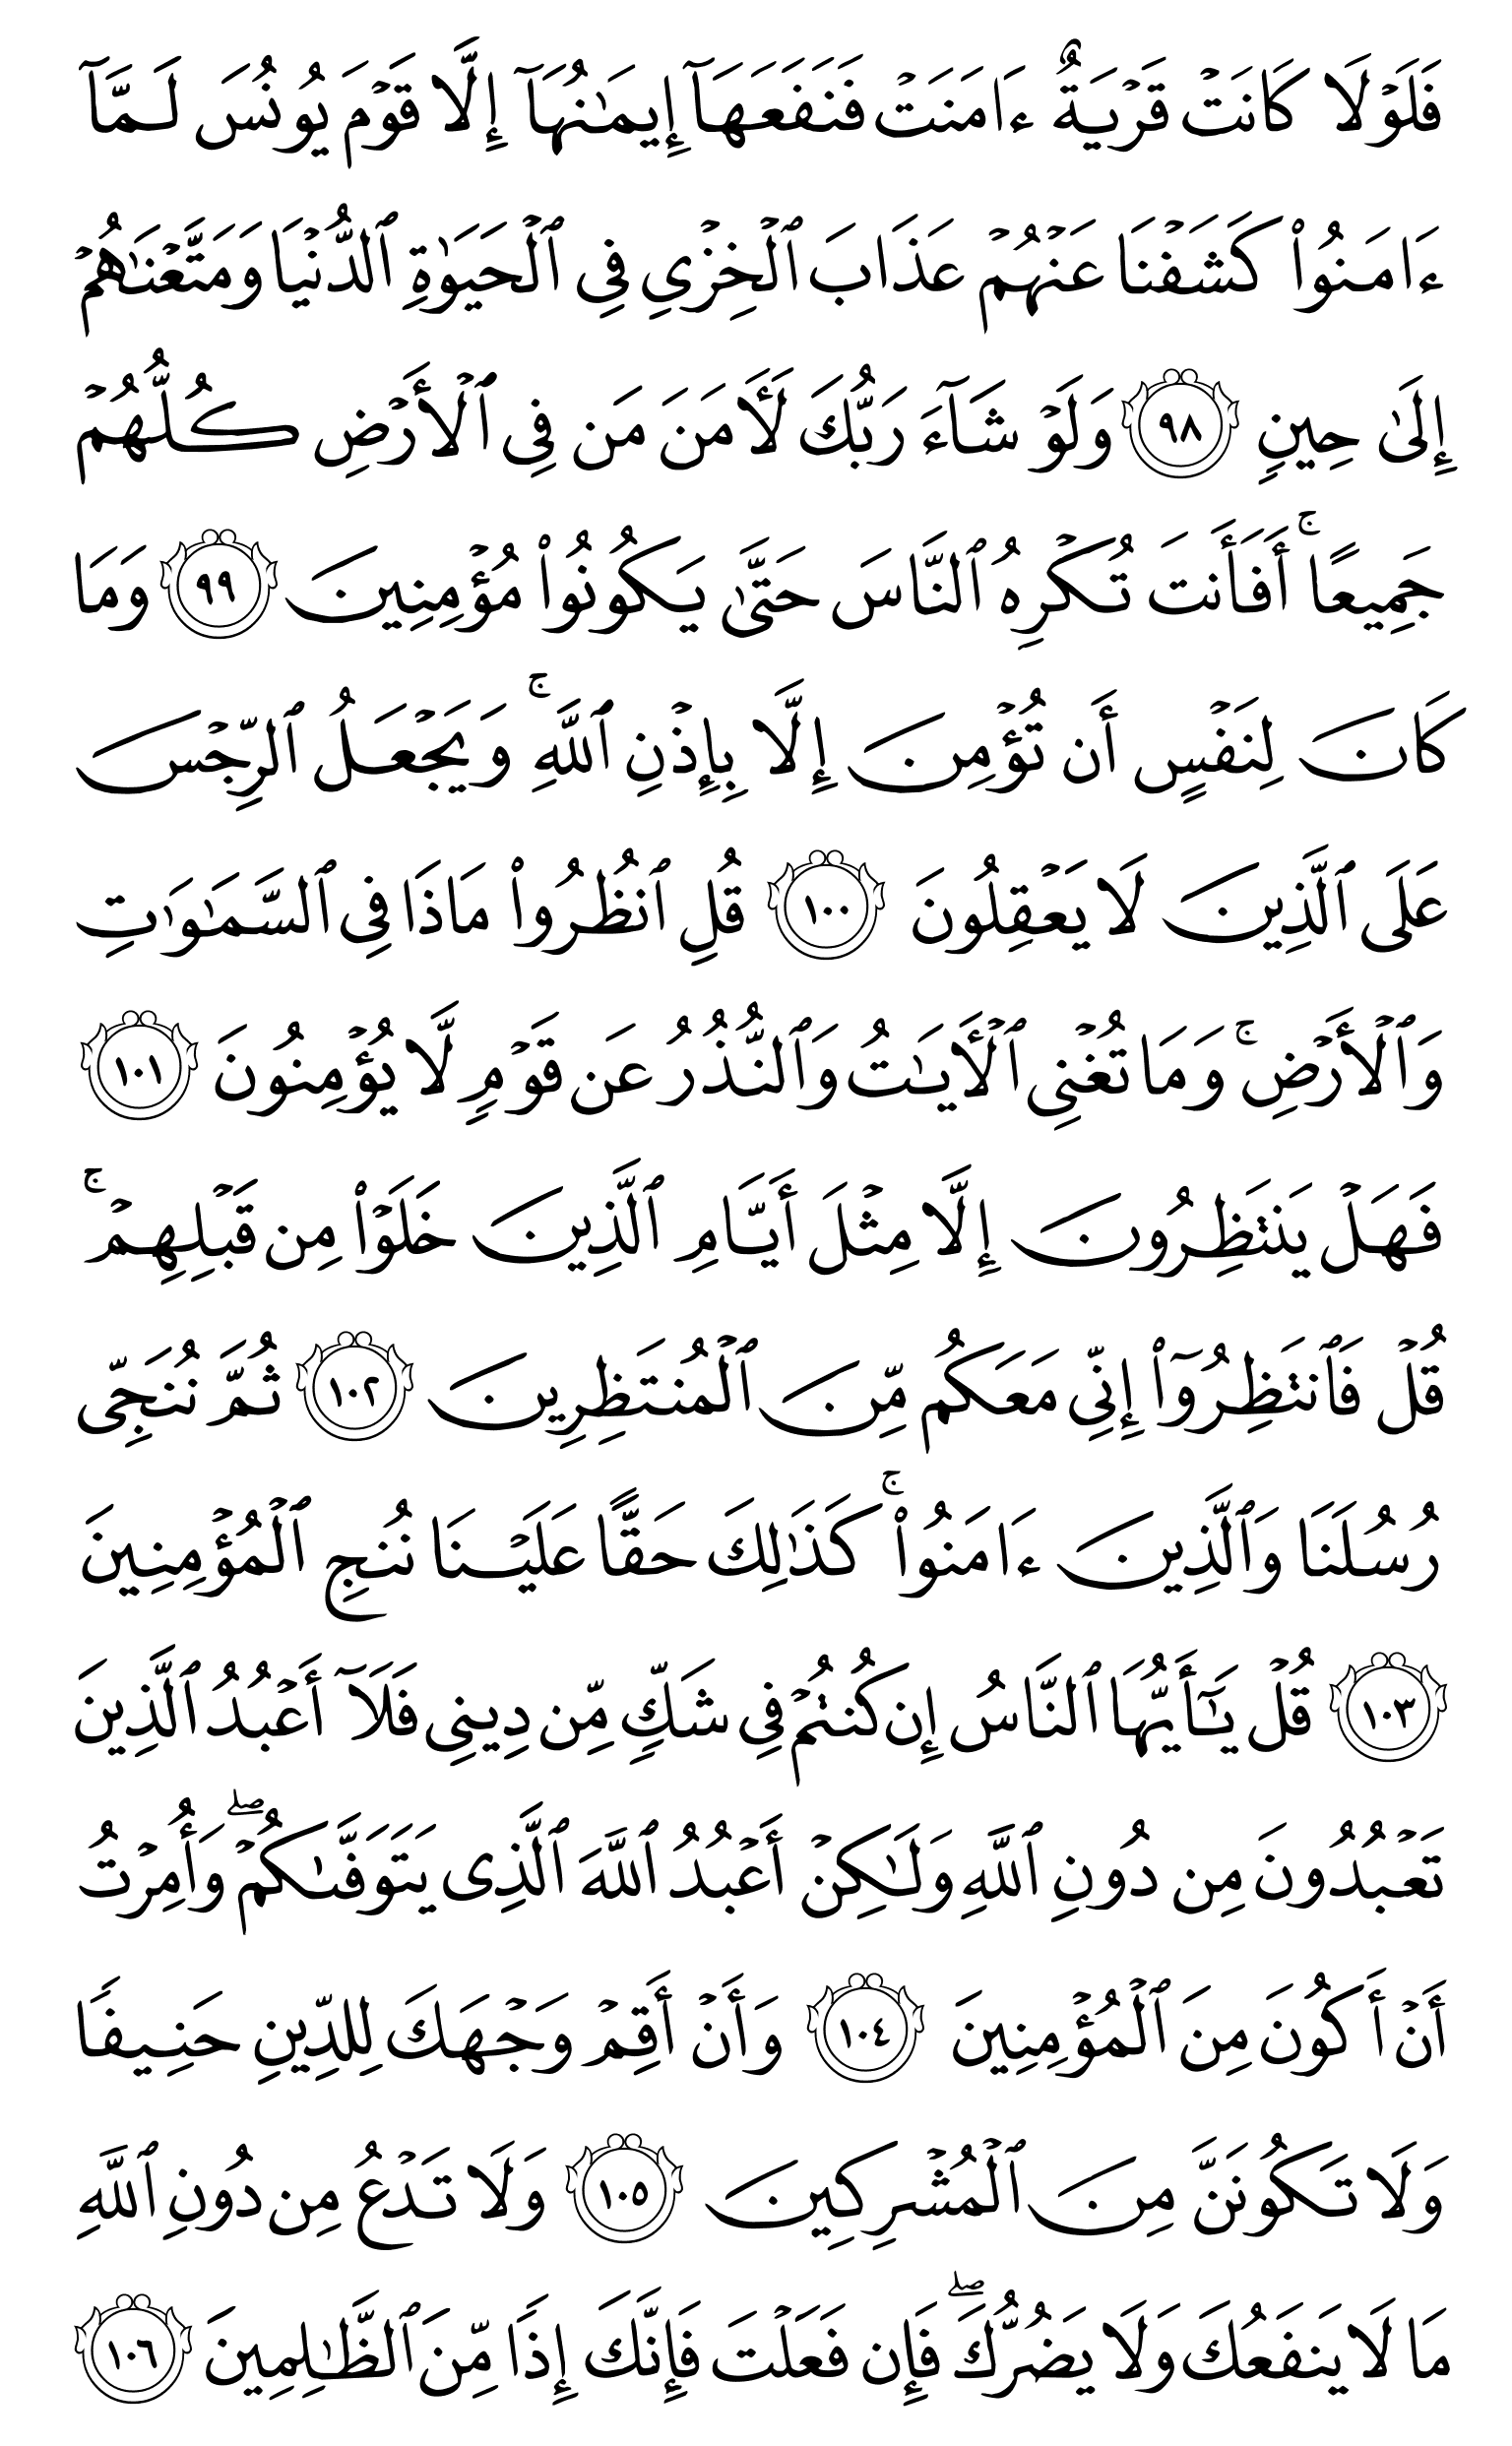 فَلَوۡلَا كَانَتۡ قَرۡيَةٌ ءَامَنَتۡ فَنَفَعَهَآ إِيمَٰنُهَآ إِلَّا قَوۡمَ يُونُسَ لَمَّآ
ءَامَنُواْ كَشَفۡنَا عَنۡهُمۡ عَذَابَ ٱلۡخِزۡيِ فِي ٱلۡحَيَوٰةِ ٱلدُّنۡيَا وَمَتَّعۡنَٰهُمۡ
إِلَىٰ حِينٖ ٩٨ وَلَوۡ شَآءَ رَبُّكَ لَأٓمَنَ مَن فِي ٱلۡأَرۡضِ كُلُّهُمۡ
جَمِيعًاۚ أَفَأَنتَ تُكۡرِهُ ٱلنَّاسَ حَتَّىٰ يَكُونُواْ مُؤۡمِنِينَ ٩٩ وَمَا
كَانَ لِنَفۡسٍ أَن تُؤۡمِنَ إِلَّا بِإِذۡنِ ٱللَّهِۚ وَيَجۡعَلُ ٱلرِّجۡسَ
عَلَى ٱلَّذِينَ لَا يَعۡقِلُونَ ١٠٠ قُلِ ٱنظُرُواْ مَاذَا فِي ٱلسَّمَٰوَٰتِ
وَٱلۡأَرۡضِۚ وَمَا تُغۡنِي ٱلۡأٓيَٰتُ وَٱلنُّذُرُ عَن قَوۡمٖ لَّا يُؤۡمِنُونَ ١٠١
فَهَلۡ يَنتَظِرُونَ إِلَّا مِثۡلَ أَيَّامِ ٱلَّذِينَ خَلَوۡاْ مِن قَبۡلِهِمۡۚ
قُلۡ فَٱنتَظِرُوٓاْ إِنِّي مَعَكُم مِّنَ ٱلۡمُنتَظِرِينَ ١٠٢ ثُمَّ نُنَجِّي
رُسُلَنَا وَٱلَّذِينَ ءَامَنُواْۚ كَذَٰلِكَ حَقًّا عَلَيۡنَا نُنجِ ٱلۡمُؤۡمِنِينَ
١٠٣ قُلۡ يَٰٓأَيُّهَا ٱلنَّاسُ إِن كُنتُمۡ فِي شَكّٖ مِّن دِينِي فَلَآ أَعۡبُدُ ٱلَّذِينَ
تَعۡبُدُونَ مِن دُونِ ٱللَّهِ وَلَٰكِنۡ أَعۡبُدُ ٱللَّهَ ٱلَّذِي يَتَوَفَّىٰكُمۡۖ وَأُمِرۡتُ
أَنۡ أَكُونَ مِنَ ٱلۡمُؤۡمِنِينَ ١٠٤ وَأَنۡ أَقِمۡ وَجۡهَكَ لِلدِّينِ حَنِيفٗا
وَلَا تَكُونَنَّ مِنَ ٱلۡمُشۡرِكِينَ ١٠٥ وَلَا تَدۡعُ مِن دُونِ ٱللَّهِ
مَا لَا يَنفَعُكَ وَلَا يَضُرُّكَۖ فَإِن فَعَلۡتَ فَإِنَّكَ إِذٗا مِّنَ ٱلظَّٰلِمِينَ ١٠٦